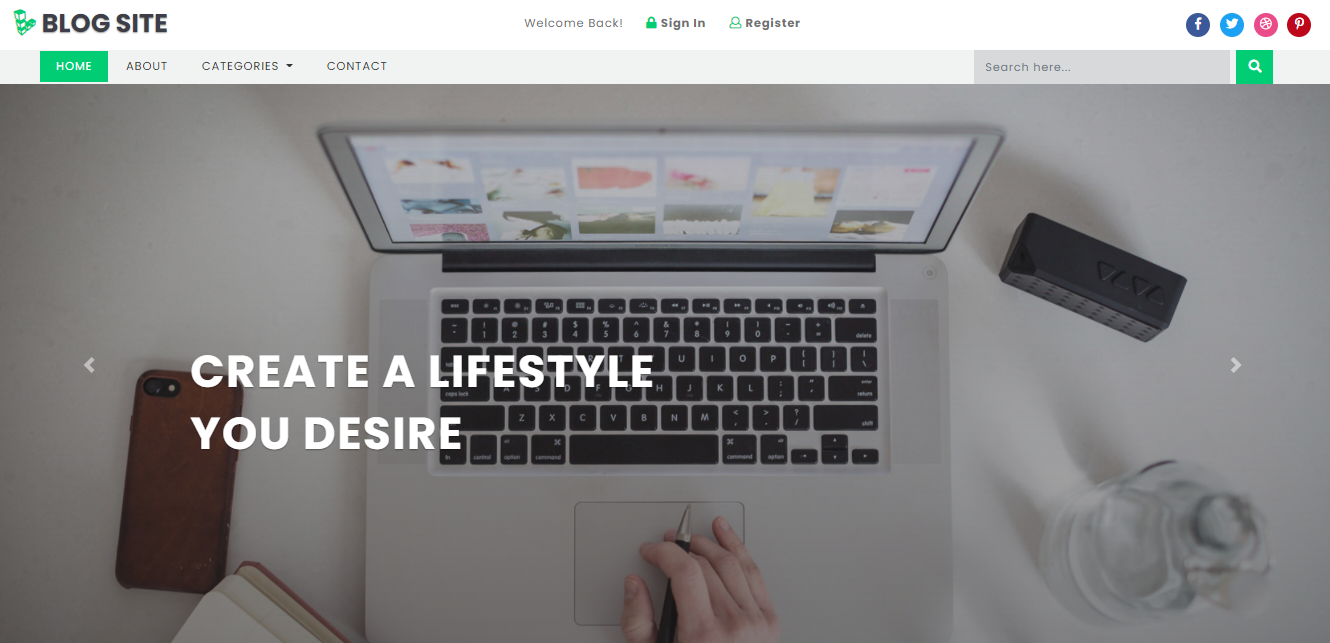 BLOG SITE
Welcome Back! Sign In Register
HOME ABOUT CATEGORIES CONTACT
Search here...
CREATE A LIFESTYLE
YOU DESIRE